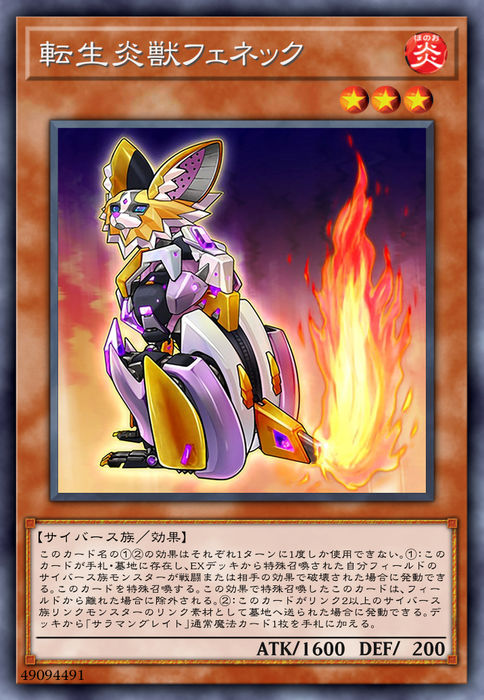 転生炎獣フェネック
ほのお
炎
【サイバース族／効果】
このカード名の①②の効果はそれぞれ1ターンに1度しか使用できない。①:この
カードが手札・墓地に存在し、EXデッキから特殊召喚された自分フィールドの
サイバース族モンスターが戦闘または相手の効果で破壊された場合に発動でき
る。このカードを特殊召喚する。この効果で特殊召喚したこのカードは、フィー
ルドから離れた場合に除外される。②:このカードがリンク2以上のサイバース
族リンクモンスターのリンク素材として墓地へ送られた場合に発動できる。デ
ッキから「サラマングレイト」通常魔法カード1枚を手札に加える。
ATK/1600 DEF/ 200
49094491